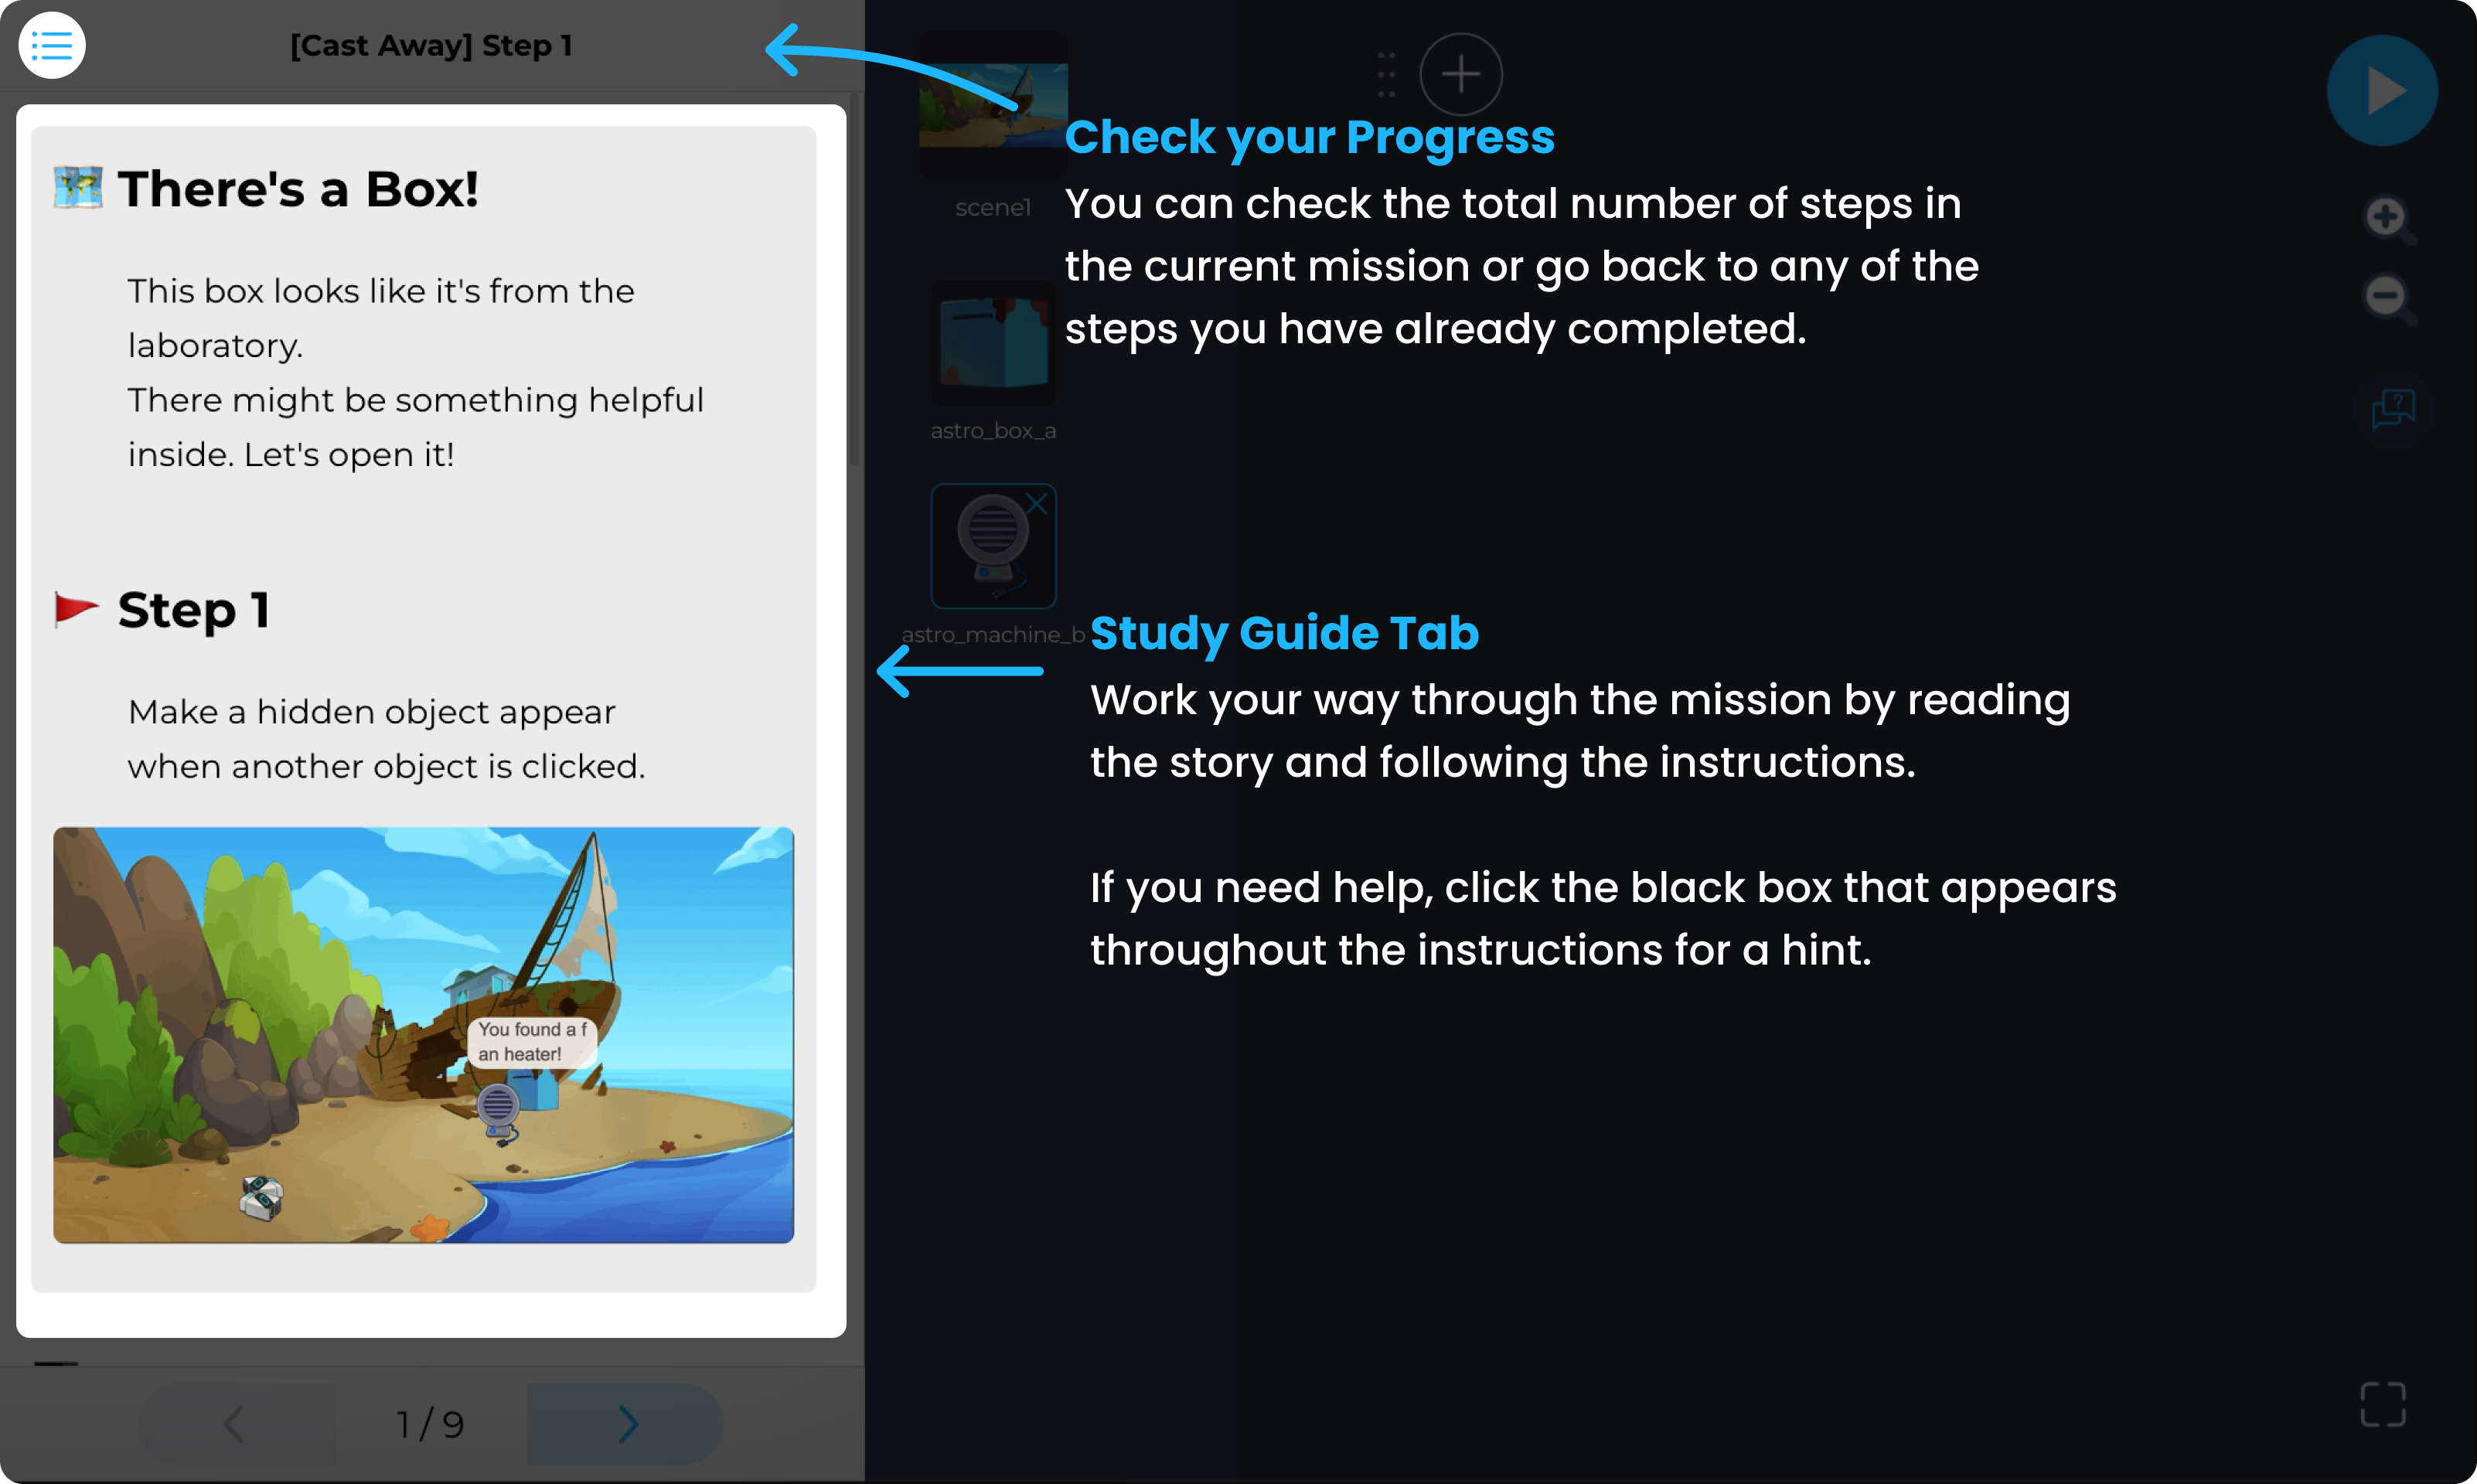 [Cast Away] Step 1
There's a Box!
This box looks like it's from the
laboratory.
There might be something helpful
inside. Let's open it!
Step 1
Make a hidden object appear
when another object is clicked.
You found a f
an heater!
1 / 9
scene1
astro_box_a
astro_machine_b
Check your Progress
You can check the total number of steps in
the current mission or go back to any of the
steps you have already completed.
Study Guide Tab
Work your way through the mission by reading
the story and following the instructions.
If you need help, click the black box that appears
throughout the instructions for a hint.